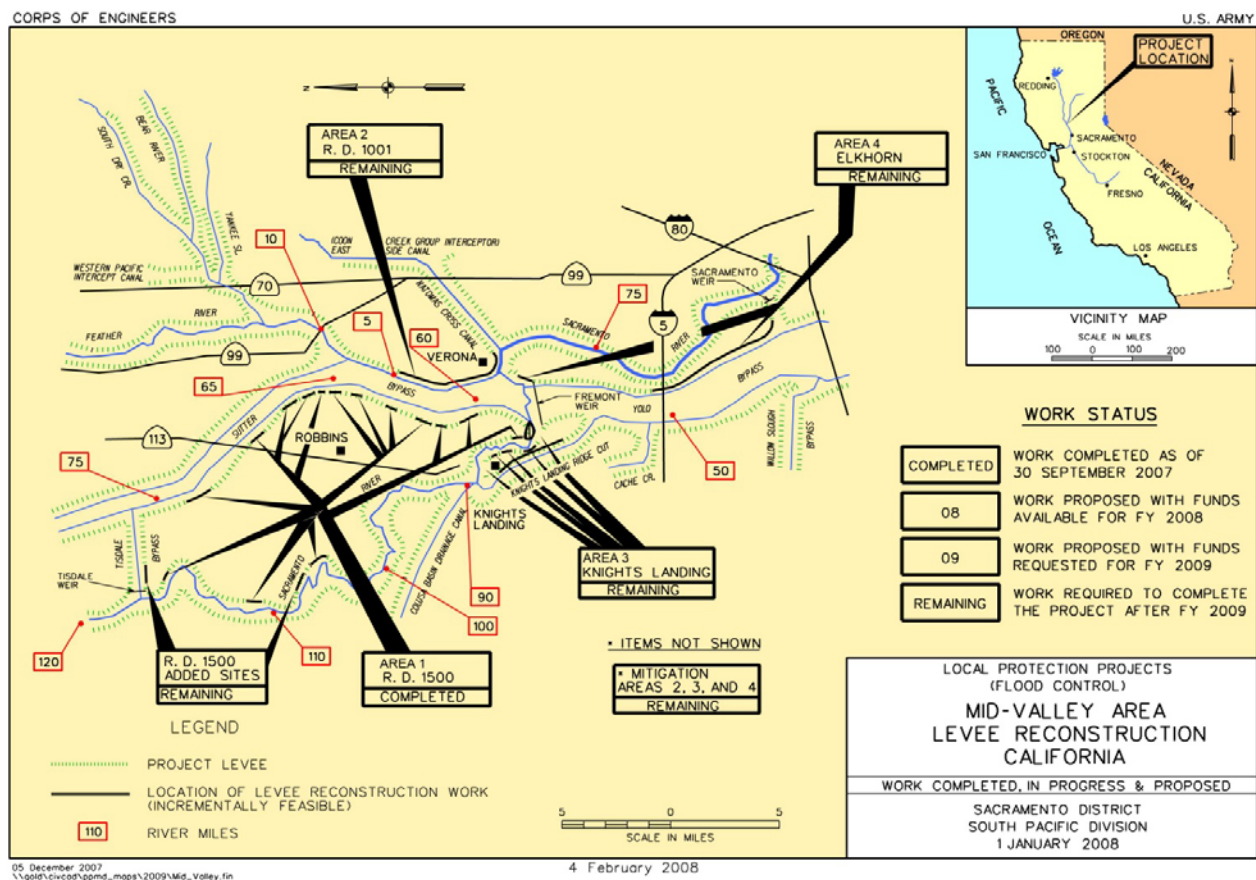 CORPS OF ENGINEERS
U.S. ARMY
N
AREA 2
R. D. 1001
REMAINING
AREA 4
ELKHORN
REMAINING
OREGON
PROJECT
LOCATION
REDDING
PACIFIC
SACRAMENTO
SAN FRANCISCO
STOCKTON
NEVADA
CALIFORNIA
FRESNO
OCEAN
LOS ANGELES
N
VICINITY MAP
SCALE IN MILES
100 0 100 200
SOUTH DRY CR.
BEAR RIVER
YANKEE SL.
WESTERN PACIFIC
INTERCEPT CANAL
10
70
(COON
EAST
CREEK GROUP INTERCEPTOR)
SIDE CANAL
99
NATOMAS CROSS CANAL
80
SACRAMENTO
WEIR
75
5
FEATHER
RIVER
99
5
60
VERONA
SACRAMENTO
RIVER
65
BYPASS
FREMONT
WEIR
YOLO
BYPASS
SUTTER
ROBBINS
113
75
RIVER
KNIGHTS LANDING RIDGE CUT
CACHE CR.
50
WILLOW SLOUGH
BYPASS
KNIGHTS
LANDING
TISDALE
BYPASS
TISDALE
WEIR
SACRAMENTO
COLUSA BASIN DRAINAGE CANAL
90
100
110
120
AREA 3
KNIGHTS LANDING
REMAINING
R. D. 1500
ADDED SITES
REMAINING
AREA 1
R. D. 1500
COMPLETED
* ITEMS NOT SHOWN
* MITIGATION
AREAS 2, 3, AND 4
REMAINING
WORK STATUS
COMPLETED
WORK COMPLETED AS OF
30 SEPTEMBER 2007
08
WORK PROPOSED WITH FUNDS
AVAILABLE FOR FY 2008
09
WORK PROPOSED WITH FUNDS
REQUESTED FOR FY 2009
REMAINING
WORK REQUIRED TO COMPLETE
THE PROJECT AFTER FY 2009
LEGEND
PROJECT LEVEE
LOCATION OF LEVEE RECONSTRUCTION WORK
(INCREMENTALLY FEASIBLE)
110
RIVER MILES
5 0 5
SCALE IN MILES
LOCAL PROTECTION PROJECTS
(FLOOD CONTROL)
MID-VALLEY AREA
LEVEE RECONSTRUCTION
CALIFORNIA
WORK COMPLETED, IN PROGRESS & PROPOSED
SACRAMENTO DISTRICT
SOUTH PACIFIC DIVISION
1 JANUARY 2008
05 December 2007
\\gold\civcad\ppmd_maps\2009\Mid_Valley.fin
4 February 2008